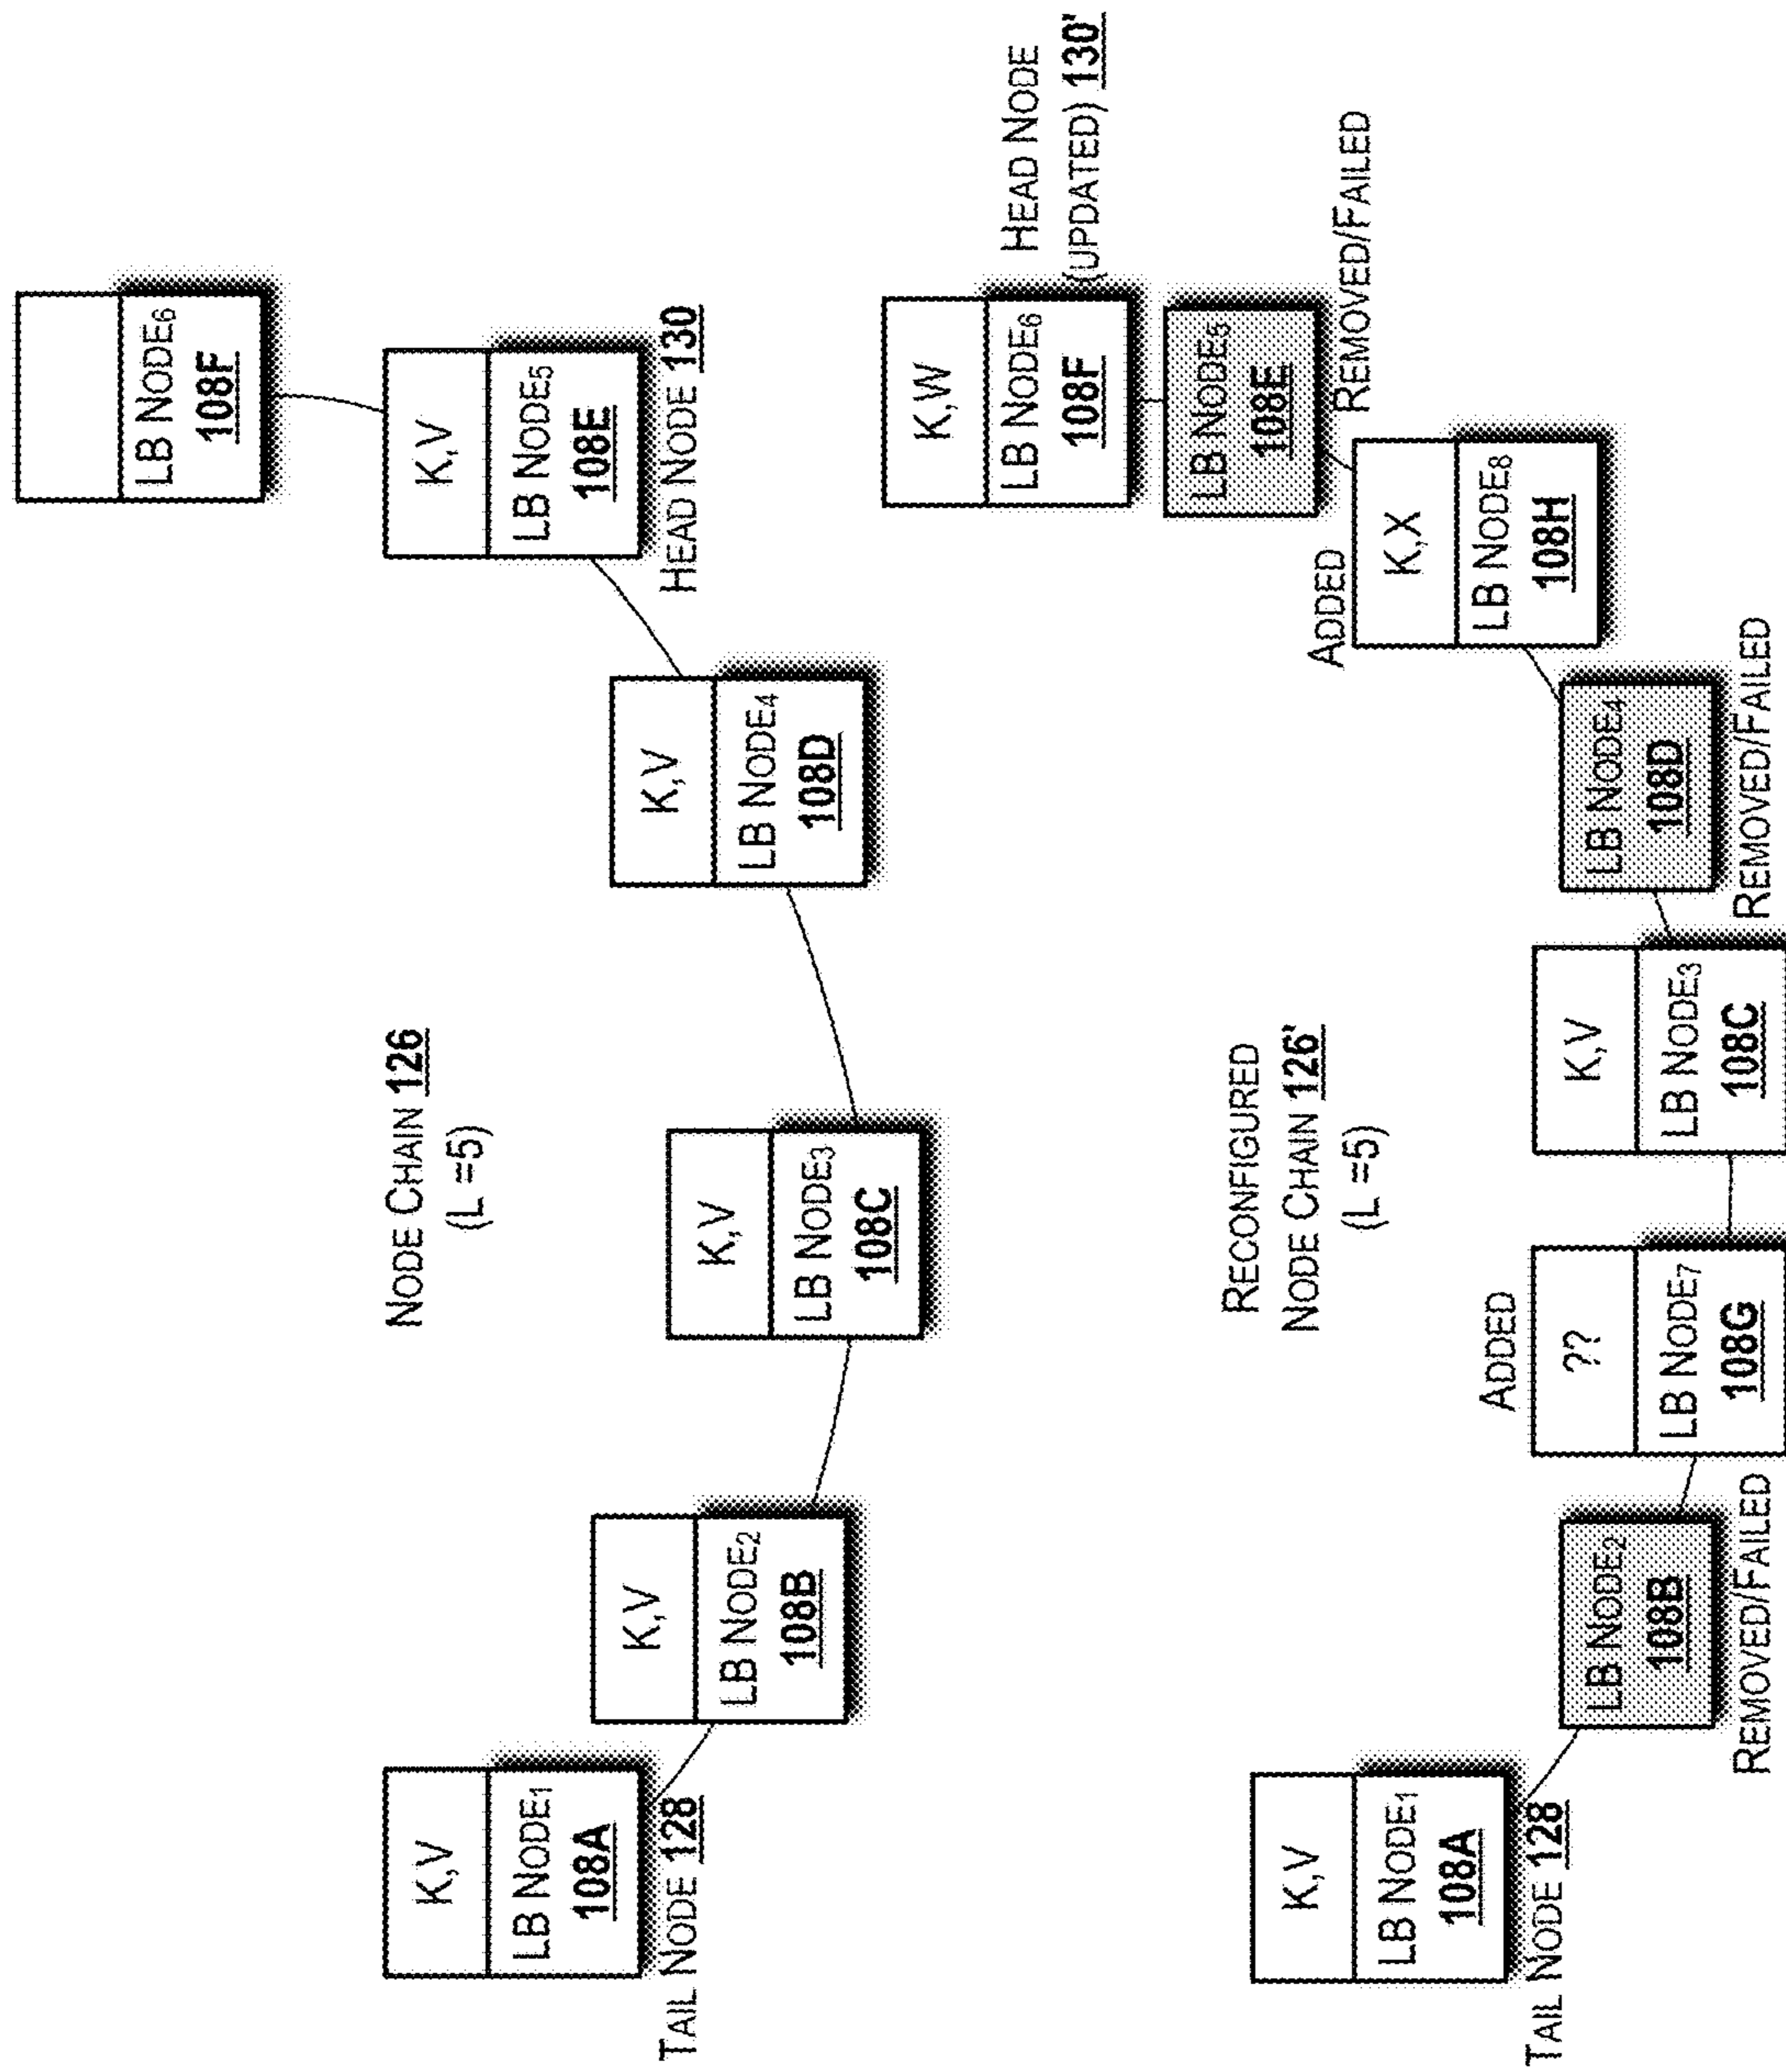 NODE CHAIN 126
(L =5)
K,V
LB NODE1
108A
TAIL NODE 128
K,V
LB NODE2
108B
K,V
LB NODE3
108C
K,V
LB NODE4
108D
K,V
LB NODE5
108E
HEAD NODE 130
LB NODE6
108F
RECONFIGURED
NODE CHAIN 126'
(L =5)
K,V
LB NODE1
108A
TAIL NODE 128
LB NODE2
108B
REMOVED/FAILED
ADDED
??
LB NODE7
108G
K,V
LB NODE3
108C
LB NODE4
108D
REMOVED/FAILED
ADDED
K,X
LB NODE8
108H
LB NODE5
108E
REMOVED/FAILED
K,W
LB NODE6
108F
HEAD NODE
(UPDATED) 130'